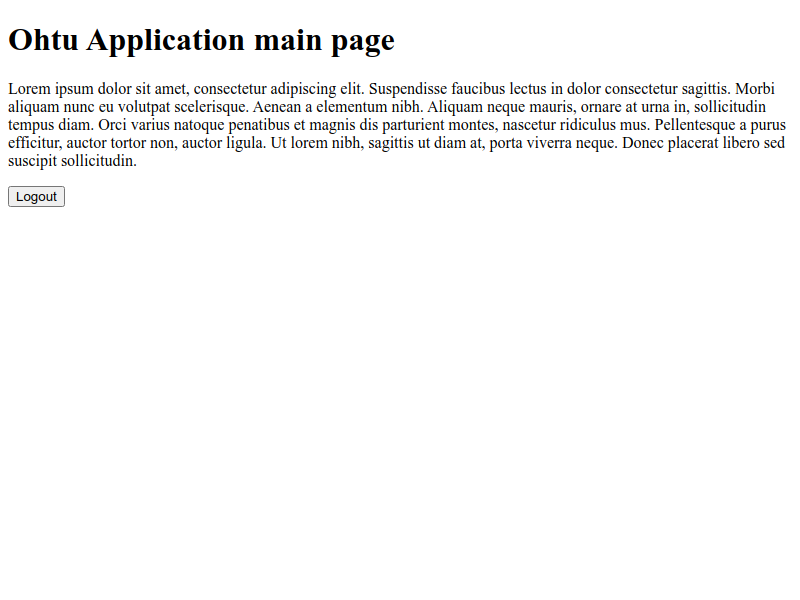 Ohtu Application main page
Lorem ipsum dolor sit amet, consectetur adipiscing elit. Suspendisse faucibus lectus in dolor consectetur sagittis. Morbi
aliquam nunc eu volutpat scelerisque. Aenean a elementum nibh. Aliquam neque mauris, ornare at urna in, sollicitudin
tempus diam. Orci varius natoque penatibus et magnis dis parturient montes, nascetur ridiculus mus. Pellentesque a purus
efficitur, auctor tortor non, auctor ligula. Ut lorem nibh, sagittis ut diam at, porta viverra neque. Donec placerat libero sed
suscipit sollicitudin.
Logout